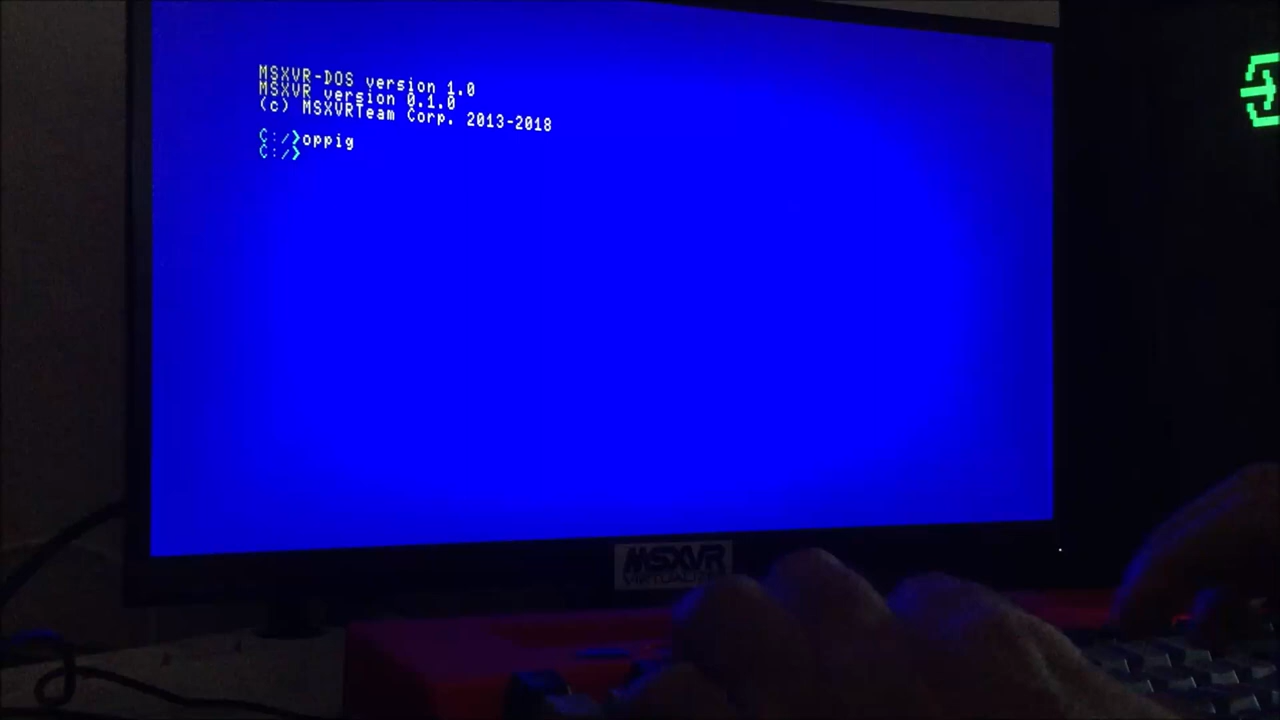 MSXVR-DOS version 1.0
MSXVR version 0.1.0
(c) MSXVRTeam Corp. 2013-2018
C:/>oppig
C:/>
MSXVR